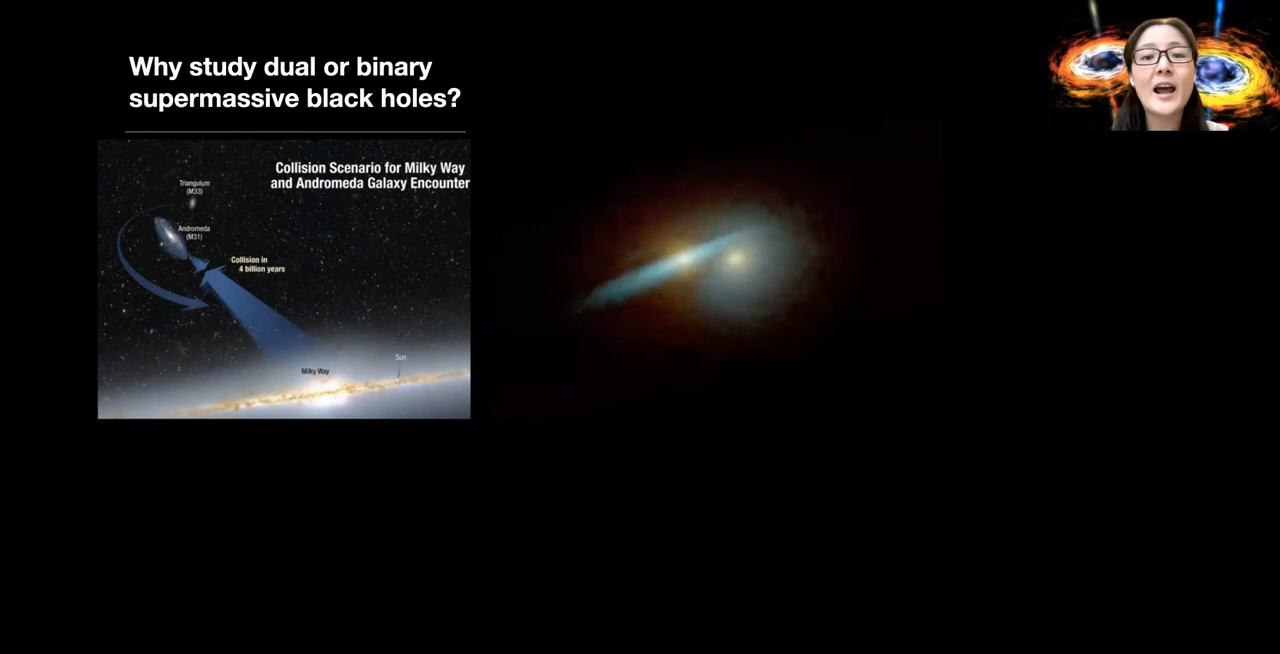 Why study dual or binary
supermassive black holes?
Collision Scenario for Milky Way
and Andromeda Galaxy Encounter
Triangulum
(M33)
Andromeda
(M31)
Collision in
4 billion years
Sun
Milky Way